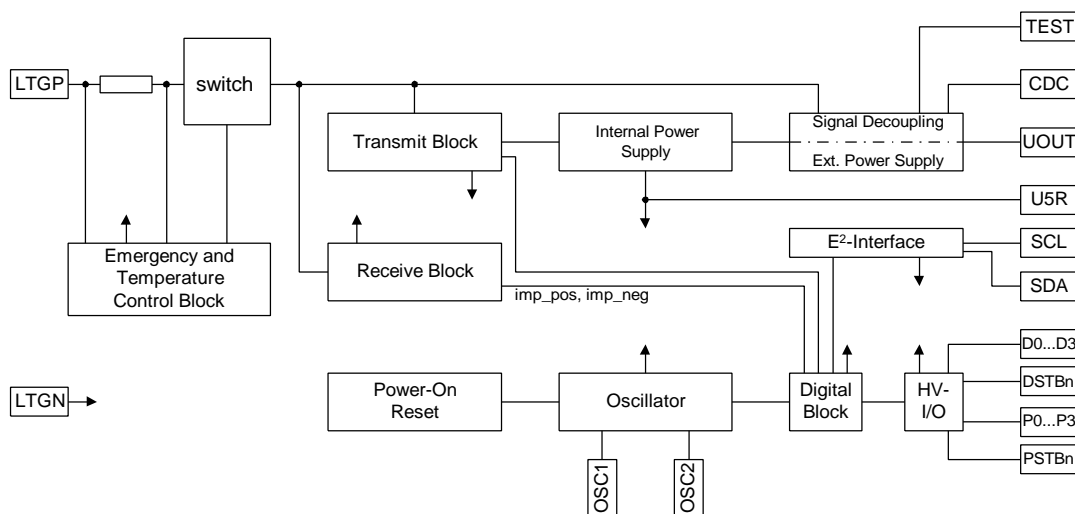 TEST
LTGP
switch
CDC
Transmit Block
Internal Power
Supply
Signal Decoupling
Ext. Power Supply
UOUT
U5R
Emergency and
Temperature
Control Block
Receive Block
E²-Interface
SCL
SDA
imp_pos, imp_neg
D0...D3
LTGN
Power-On
Reset
Oscillator
Digital
Block
HV-
I/O
DSTBn
P0...P3
PSTBn
OSC1
OSC2